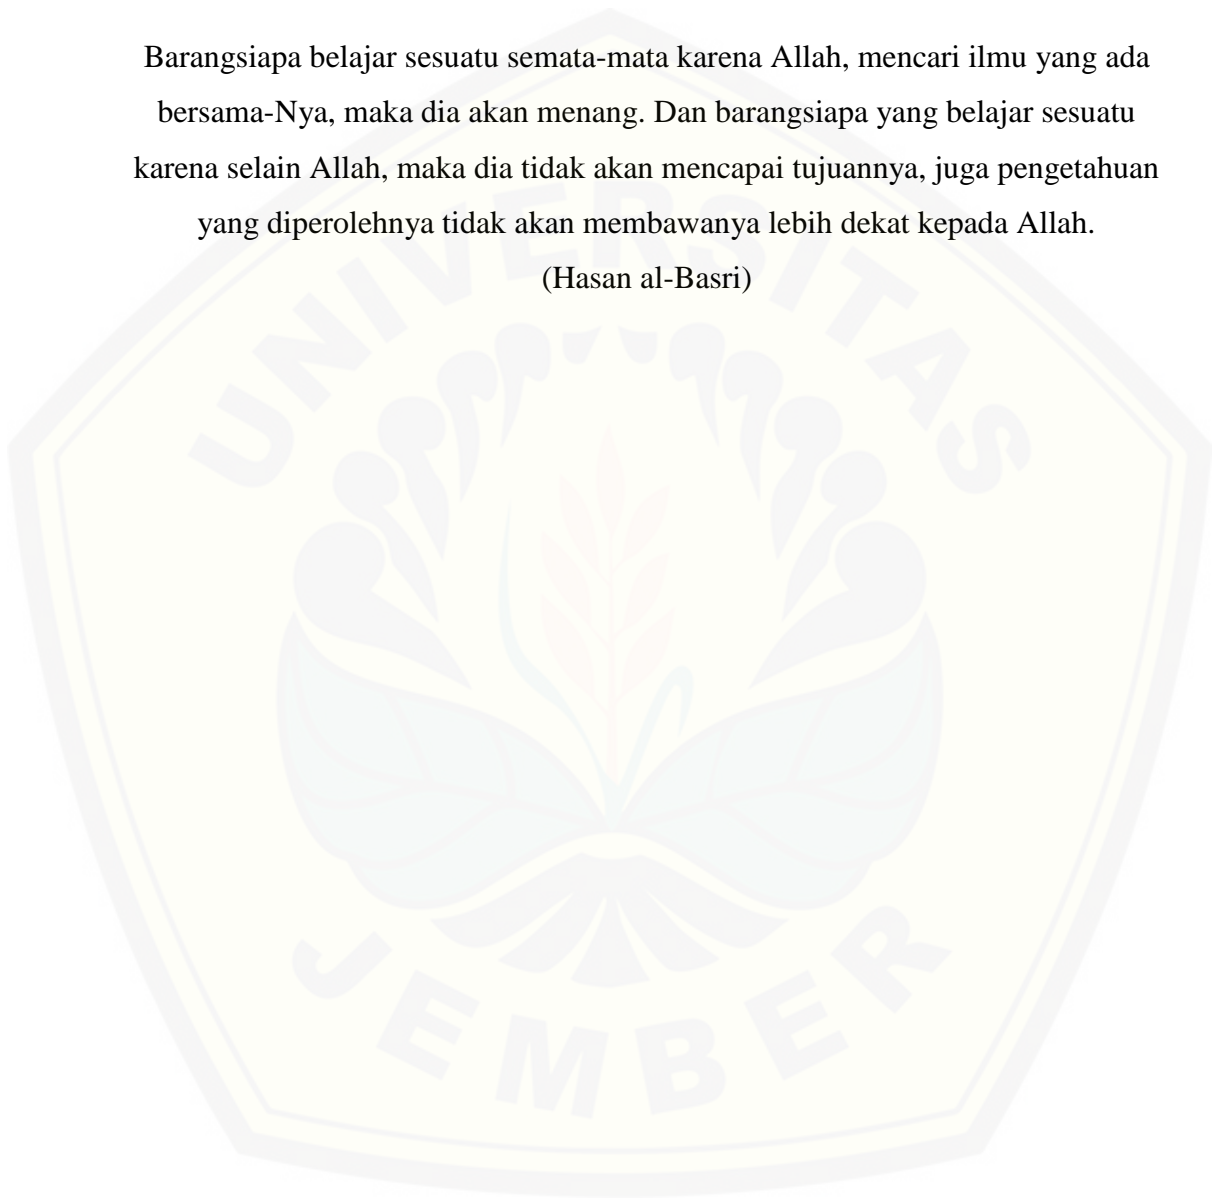 Barangsiapa belajar sesuatu semata-mata karena Allah, mencari ilmu yang ada
bersama-Nya, maka dia akan menang. Dan barangsiapa yang belajar sesuatu
karena selain Allah, maka dia tidak akan mencapai tujuannya, juga pengetahuan
yang diperolehnya tidak akan membawanya lebih dekat kepada Allah.
(Hasan al-Basri)
UNIVERSITAS
JEMBER